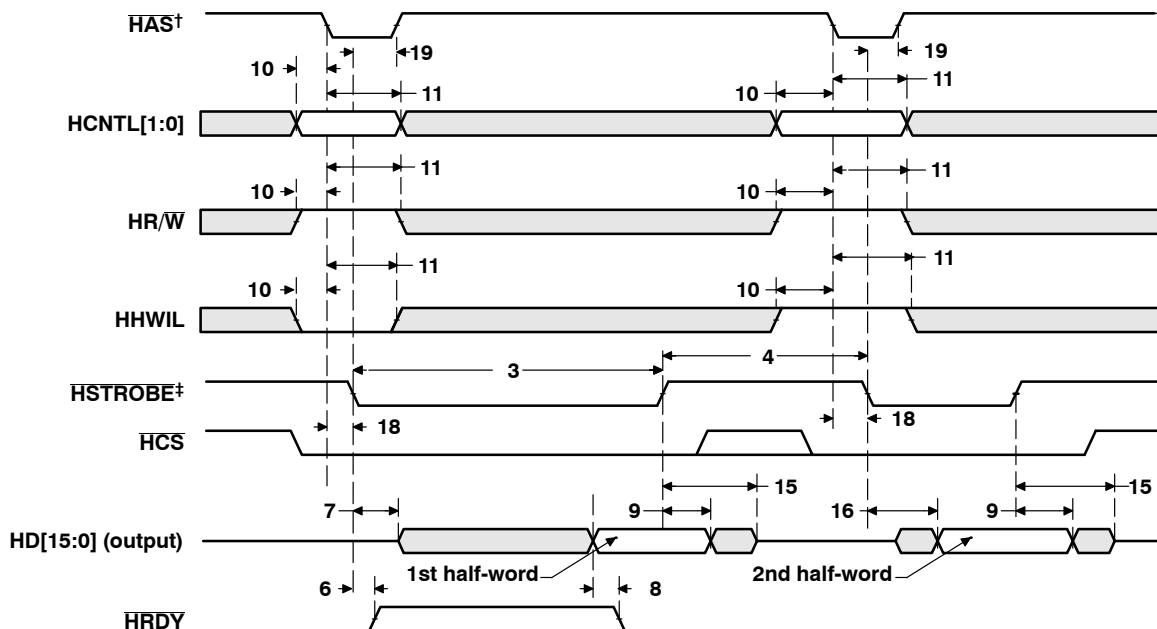 HAS†
19
19
10
11
10
11
HCNTL[1:0]
11
11
10
10
HR/W
11
11
10
10
HHWIL
3
4
HSTROBE‡
18
18
HCS
15
15
7
9
16
9
HD[15:0] (output)
1st half-word
2nd half-word
6
8
HRDY